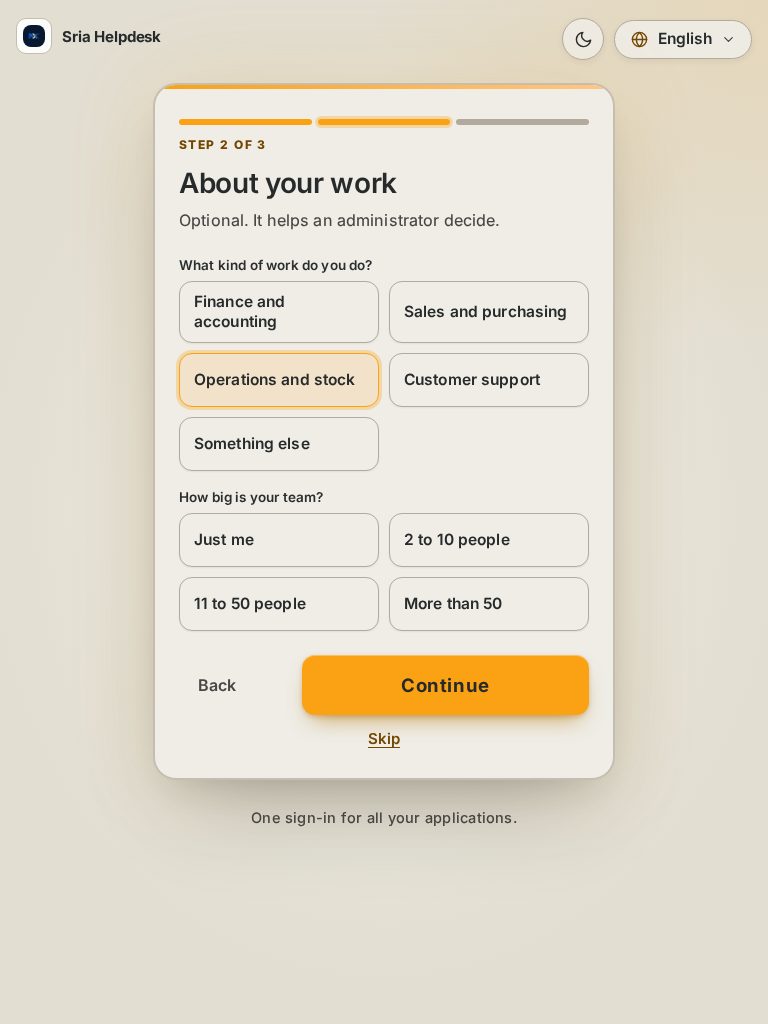 Sria Helpdesk
English
STEP 2 OF 3
About your work
Optional. It helps an administrator decide.
What kind of work do you do?
Finance and
accounting
Sales and purchasing
Operations and stock
Customer support
Something else
How big is your team?
Just me
2 to 10 people
11 to 50 people
More than 50
Back
Continue
Skip
One sign-in for all your applications.